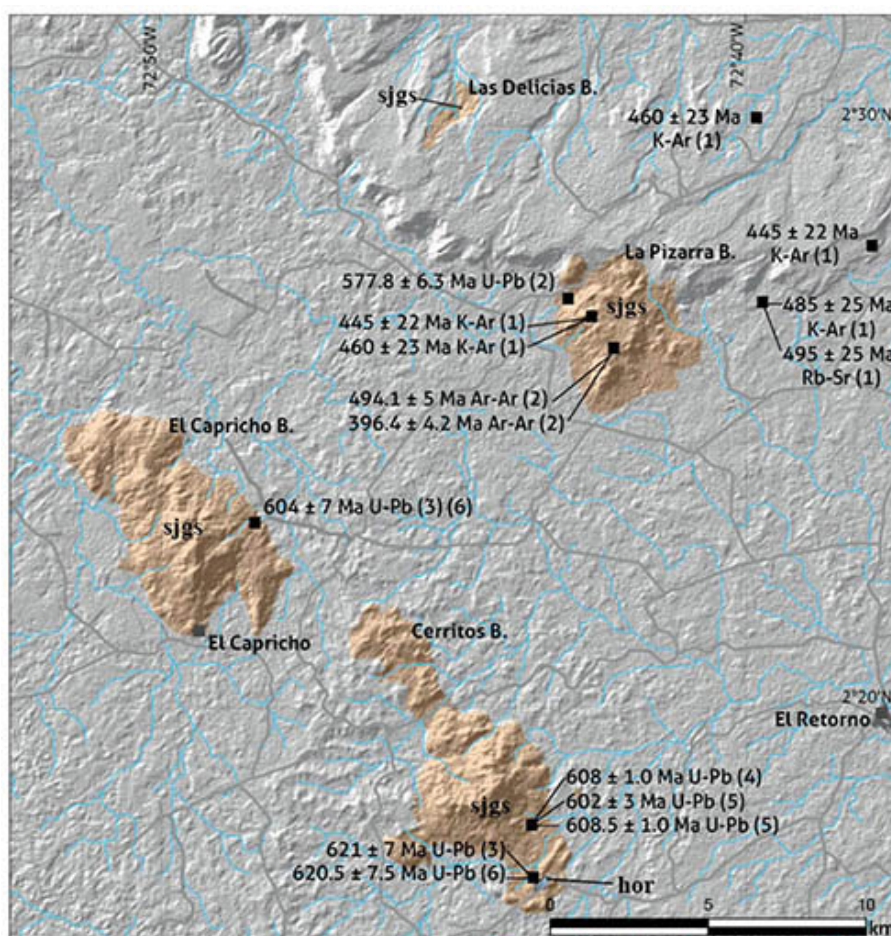 72°50'W
72°40'W
Las Delicias B.
sjgs
460 ± 23 Ma
K-Ar (1)
2°30'N
445 ± 22 Ma
K-Ar (1)
La Pizarra B.
577.8 ± 6.3 Ma U-Pb (2)
sjgs
485 ± 25 Ma
K-Ar (1)
445 ± 22 Ma K-Ar (1)
460 ± 23 Ma K-Ar (1)
495 ± 25 Ma
Rb-Sr (1)
494.1 ± 5 Ma Ar-Ar (2)
396.4 ± 4.2 Ma Ar-Ar (2)
El Capricho B.
604 ± 7 Ma U-Pb (3) (6)
sjgs
El Capricho
Cerritos B.
2°20'N
El Retorno
608 ± 1.0 Ma U-Pb (4)
602 ± 3 Ma U-Pb (5)
608.5 ± 1.0 Ma U-Pb (5)
sjgs
621 ± 7 Ma U-Pb (3)
620.5 ± 7.5 Ma U-Pb (6)
hor
0 5 10
km